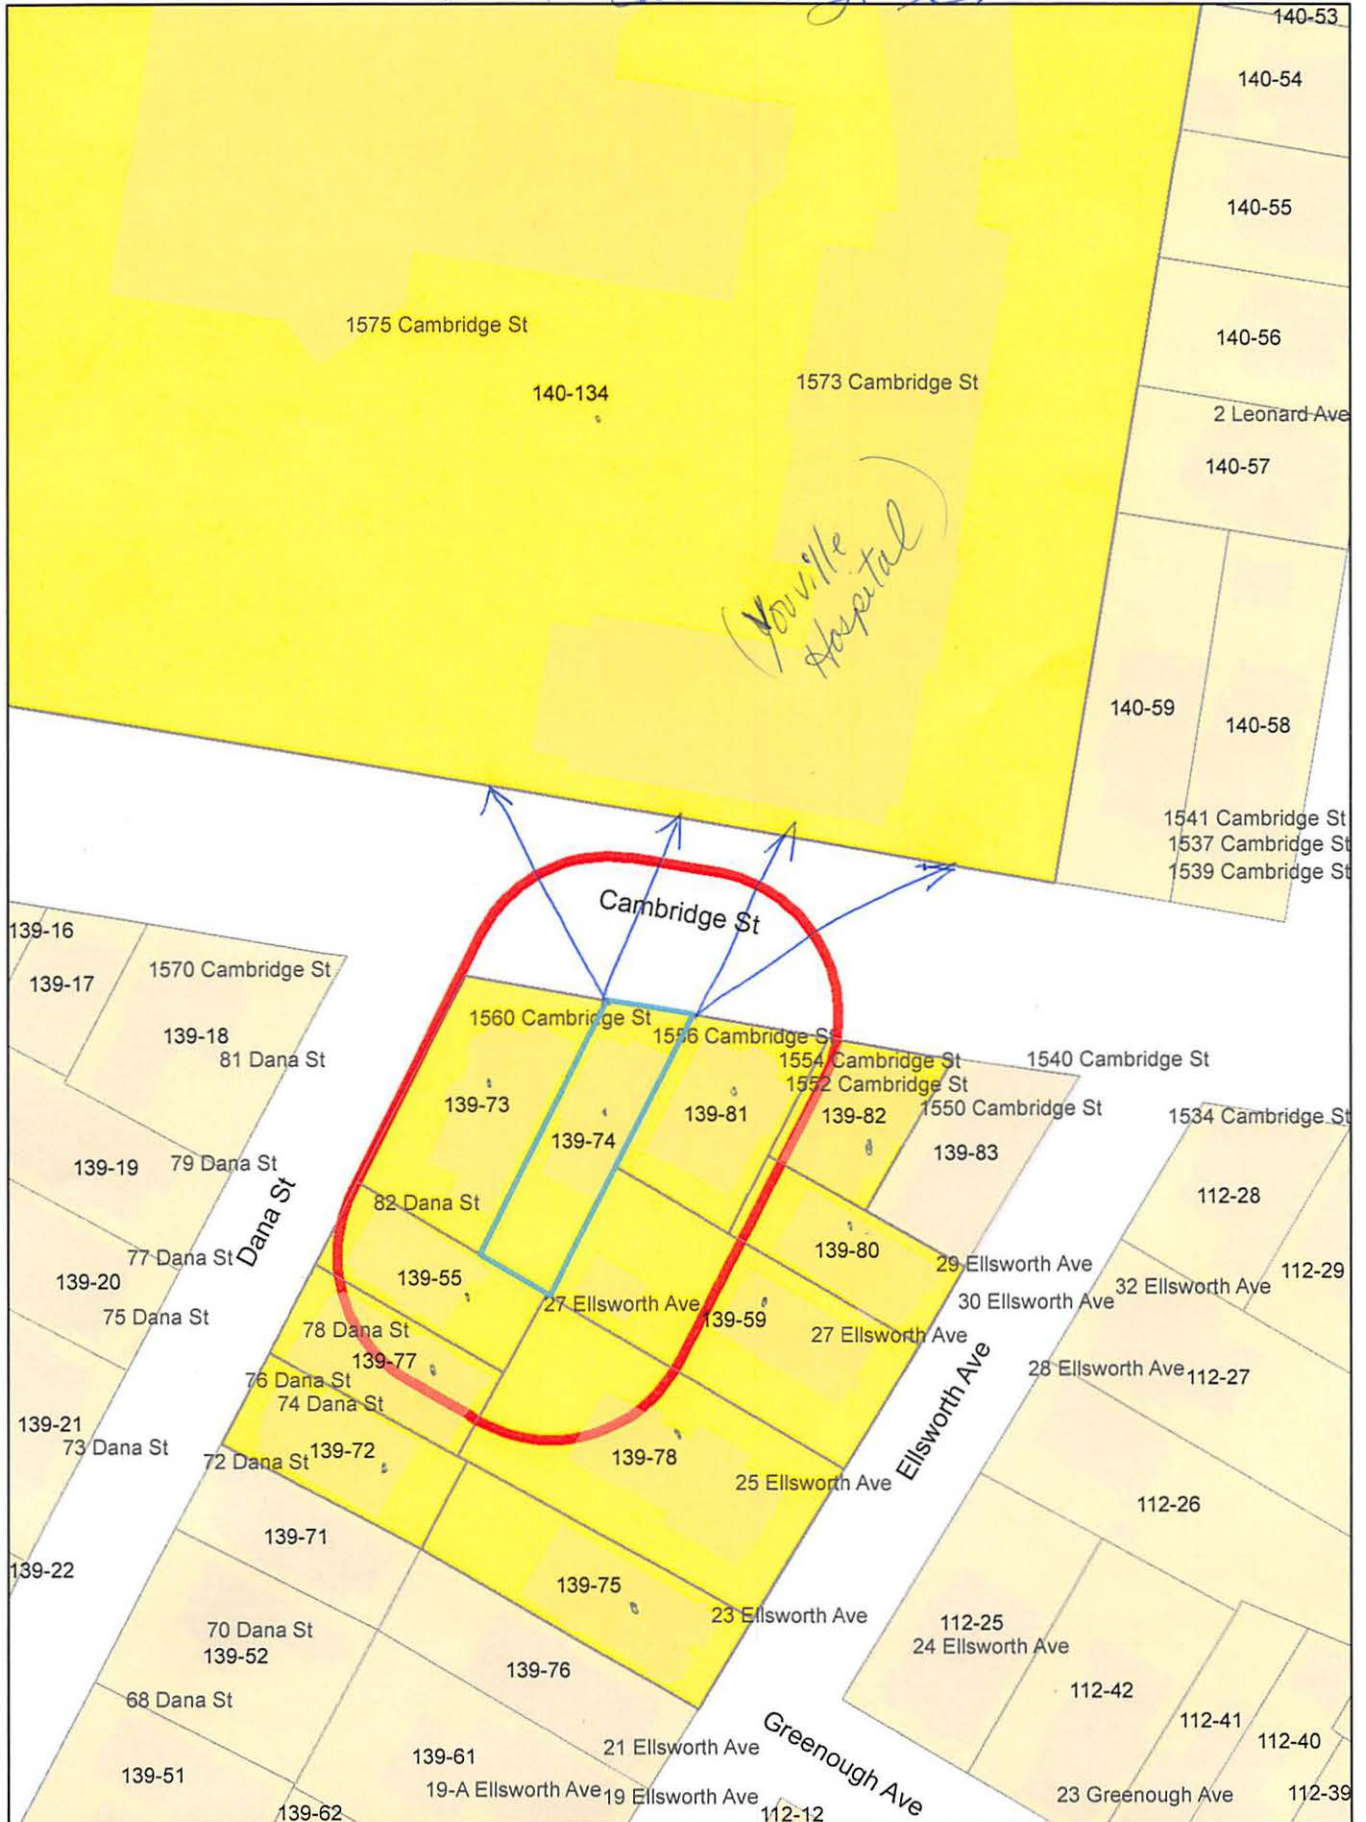 140-53
140-54
140-55
1575 Cambridge St
140-56
1573 Cambridge St
140-134
2 Leonard Ave
140-57
(Youville
Hospital)
140-59
140-58
1541 Cambridge St
1537 Cambridge St
1539 Cambridge St
Cambridge St
139-16
1570 Cambridge St
139-17
1560 Cambridge St
139-18
1556 Cambridge St
81 Dana St
1554 Cambridge St
1540 Cambridge St
1552 Cambridge St
139-73
139-81
139-82
1550 Cambridge St
1534 Cambridge St
139-74
139-83
139-19
79 Dana St
112-28
82 Dana St
Dana St
139-80
77 Dana St
29 Ellsworth Ave
139-20
139-55
32 Ellsworth Ave
112-29
27 Ellsworth Ave
30 Ellsworth Ave
75 Dana St
139-59
78 Dana St
27 Ellsworth Ave
139-77
28 Ellsworth Ave
112-27
76 Dana St
74 Dana St
Ellsworth Ave
139-21
73 Dana St
139-72
72 Dana St
139-78
25 Ellsworth Ave
112-26
139-71
139-22
139-75
23 Ellsworth Ave
112-25
70 Dana St
24 Ellsworth Ave
139-52
139-76
112-42
68 Dana St
112-41
Greenough Ave
112-40
21 Ellsworth Ave
139-61
139-51
19-A Ellsworth Ave
19 Ellsworth Ave
23 Greenough Ave
112-39
139-62
112-12